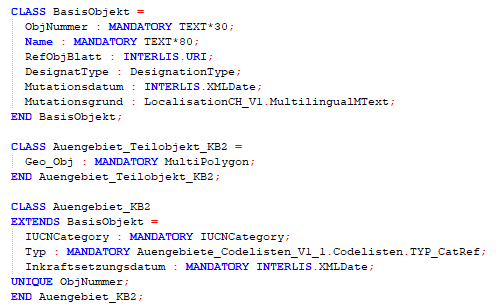 CLASS BasisObjekt =
ObjNummer : MANDATORY TEXT*30;
Name : MANDATORY TEXT*80;
RefObjBlatt : INTERLIS.URI;
DesignatType : DesignationType;
Mutationsdatum : INTERLIS.XMLDate;
Mutationsgrund : LocalisationCH_V1.MultilingualMText;
END BasisObjekt;

CLASS Auengebiet_Teilobjekt_KB2 =
Geo_Obj : MANDATORY MultiPolygon;
END Auengebiet_Teilobjekt_KB2;

CLASS Auengebiet_KB2
EXTENDS BasisObjekt =
IUCNCategory : MANDATORY IUCNCategory;
Typ : MANDATORY Auengebiete_Codelisten_V1_1.Codelisten.TYP_CatRef;
Inkraftsetzungsdatum : MANDATORY INTERLIS.XMLDate;
UNIQUE ObjNummer;
END Auengebiet_KB2;